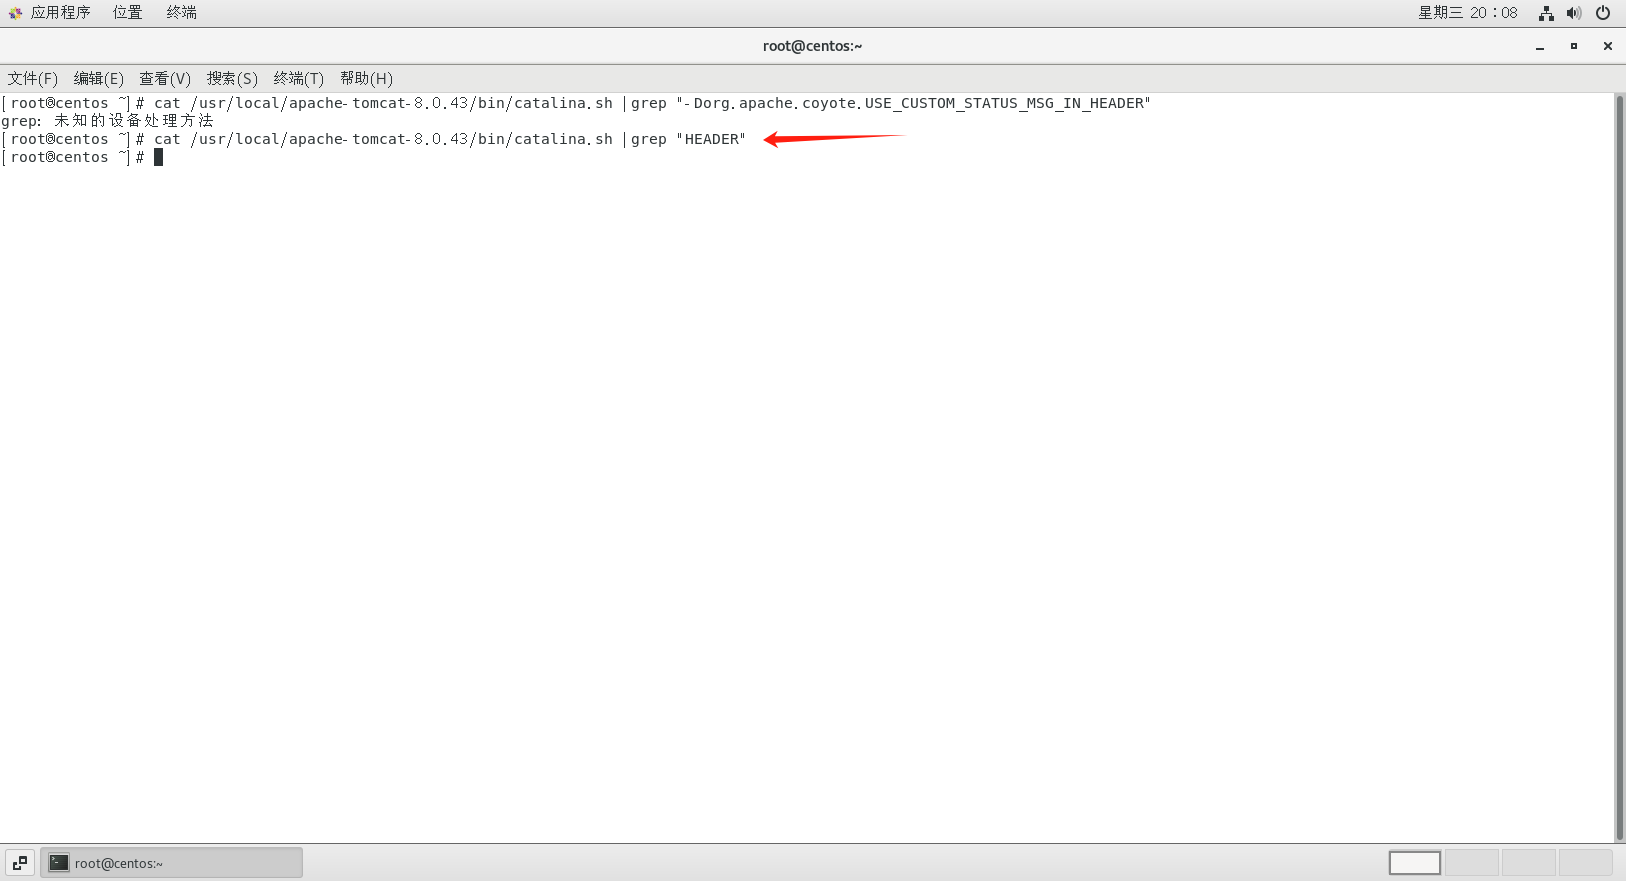 应用程序 位置 终端 星期三 20：08
root@centos:~
文件(F) 编辑(E) 查看(V) 搜索(S) 终端(T) 帮助(H)
[root@centos ~]# cat /usr/local/apache-tomcat-8.0.43/bin/catalina.sh |grep "-Dorg.apache.coyote.USE_CUSTOM_STATUS_MSG_IN_HEADER"
grep: 未知的设备处理方法
[root@centos ~]# cat /usr/local/apache-tomcat-8.0.43/bin/catalina.sh |grep "HEADER"
[root@centos ~]#
root@centos:~